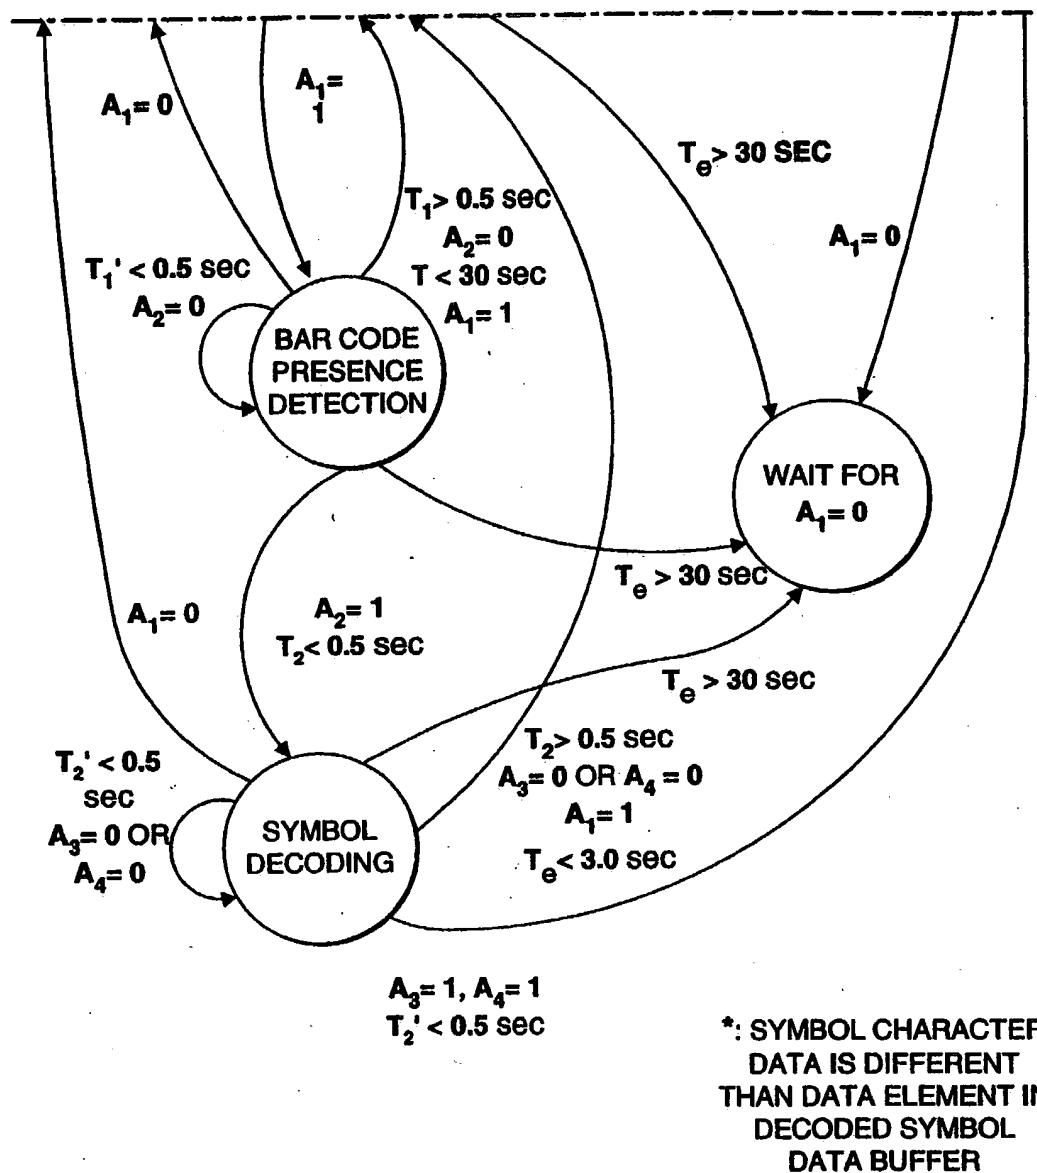 A₁= 0
A₁=
1
Tₑ> 30 SEC
A₁= 0
T₁> 0.5 sec
A₂= 0
T < 30 sec
A₁= 1
T₁' < 0.5 sec
A₂= 0
BAR CODE
PRESENCE
DETECTION
WAIT FOR
A₁= 0
Tₑ > 30 sec
A₁= 0
A₂= 1
T₂< 0.5 sec
Tₑ > 30 sec
T₂' < 0.5
sec
A₃= 0 OR
A₄= 0
SYMBOL
DECODING
T₂> 0.5 sec
A₃= 0 OR A₄ = 0
A₁= 1
Tₑ< 3.0 sec
A₃= 1, A₄= 1
T₂' < 0.5 sec
*: SYMBOL CHARACTER
DATA IS DIFFERENT
THAN DATA ELEMENT IN
DECODED SYMBOL
DATA BUFFER